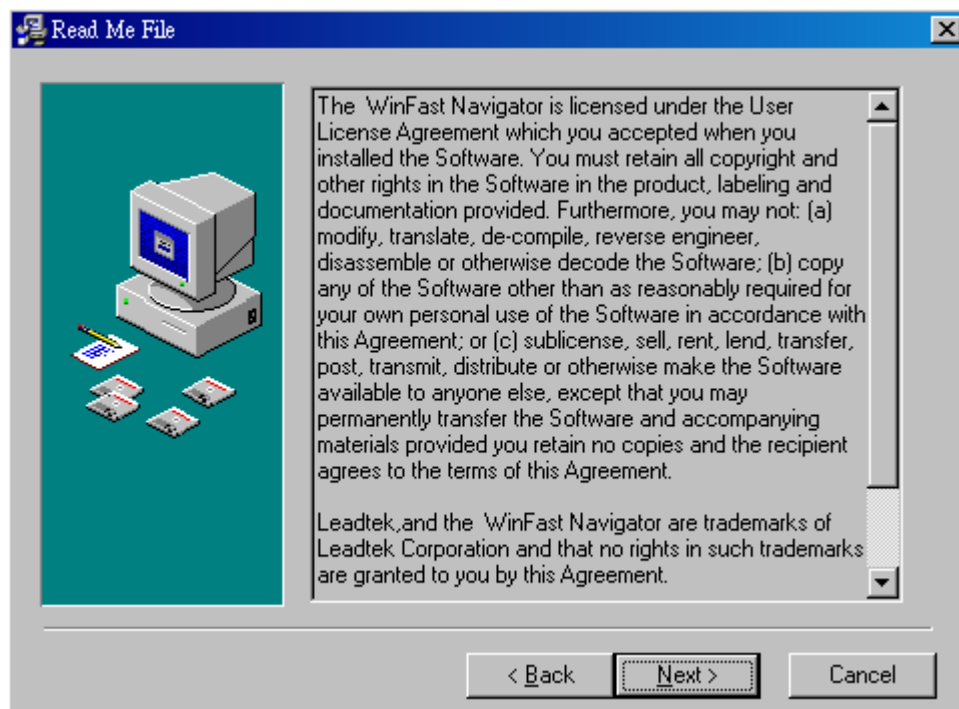 Read Me File
The  WinFast Navigator is licensed under the User
License Agreement which you accepted when you
installed the Software. You must retain all copyright and
other rights in the Software in the product, labeling and
documentation provided. Furthermore, you may not: (a)
modify, translate, de-compile, reverse engineer,
disassemble or otherwise decode the Software; (b) copy
any of the Software other than as reasonably required for
your own personal use of the Software in accordance with
this Agreement; or (c) sublicense, sell, rent, lend, transfer,
post, transmit, distribute or otherwise make the Software
available to anyone else, except that you may
permanently transfer the Software and accompanying
materials provided you retain no copies and the recipient
agrees to the terms of this Agreement.
Leadtek,and the  WinFast Navigator are trademarks of
Leadtek Corporation and that no rights in such trademarks
are granted to you by this Agreement.
< Back
Next >
Cancel